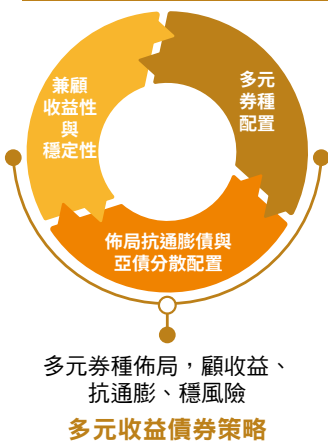 兼顧
收益性
與
穩定性
多元
券種
配置
佈局抗通膨債與
亞債分散配置
多元券種佈局，顧收益、
抗通膨、穩風險
多元收益債券策略